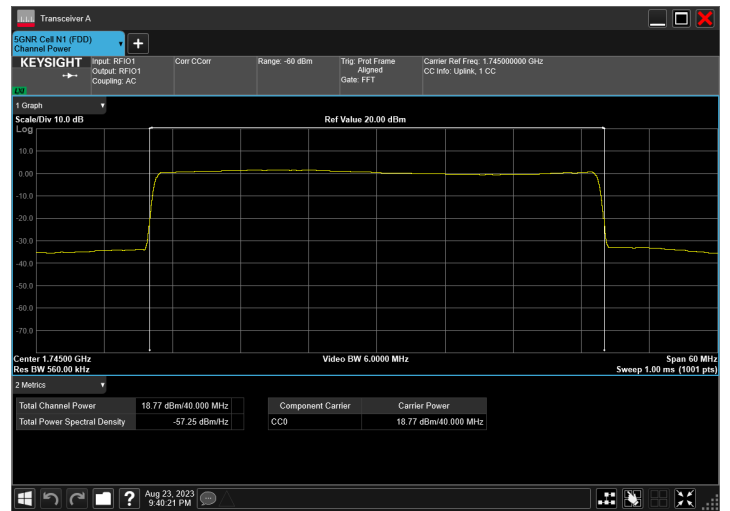 Transceiver A
5GNR Cell N1 (FDD)
Channel Power
KEYSIGHT
LXI
Input: RFIO1
Output: RFIO1
Coupling: AC
Corr CCorr
Range: -60 dBm
Trig: Prot Frame
Aligned
Gate: FFT
Carrier Ref Freq: 1.745000000 GHz
CC Info: Uplink, 1 CC
1 Graph
Scale/Div 10.0 dB
Ref Value 20.00 dBm
Log
10.0
0.00
-10.0
-20.0
-30.0
-40.0
-50.0
-60.0
-70.0
Center 1.74500 GHz
Video BW 6.0000 MHz
Span 60 MHz
Res BW 560.00 kHz
Sweep 1.00 ms (1001 pts)
2 Metrics
Total Channel Power 18.77 dBm/40.000 MHz
Total Power Spectral Density -57.25 dBm/Hz
Component Carrier Carrier Power
CC0 18.77 dBm/40.000 MHz
?
Aug 23, 2023
9:40:21 PM